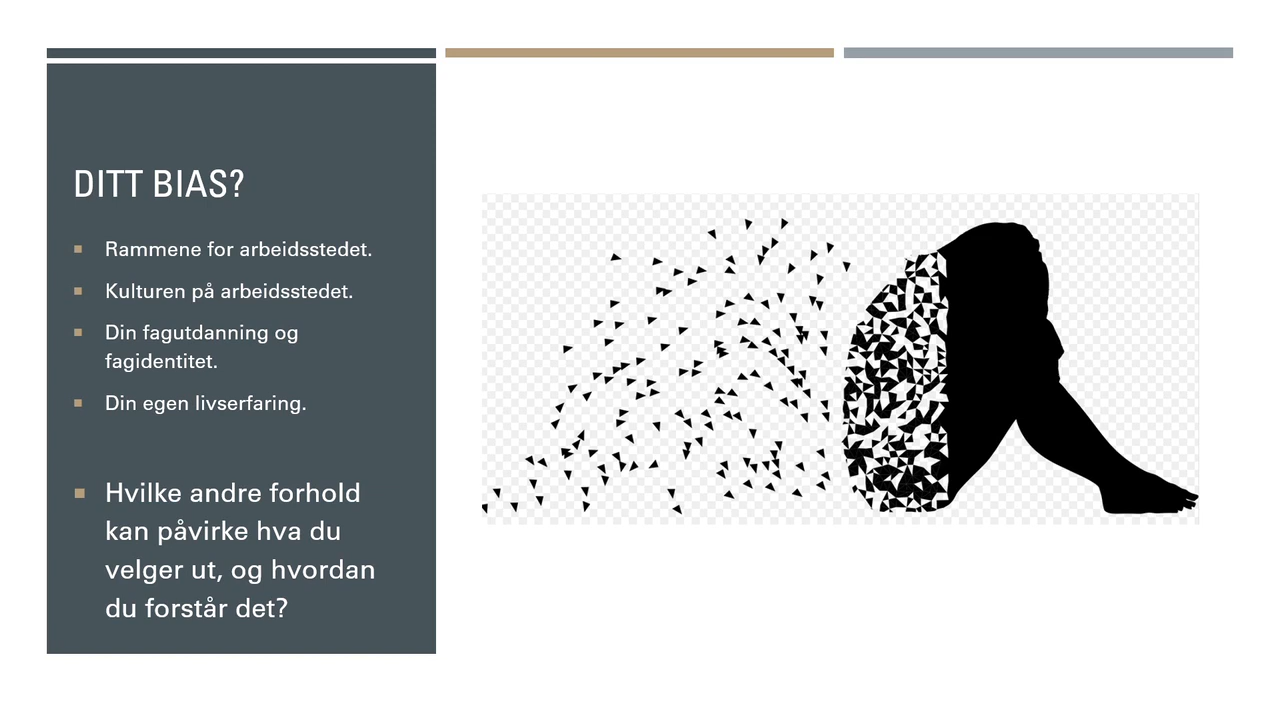 DITT BIAS?
Rammene for arbeidsstedet.
Kulturen på arbeidsstedet.
Din fagutdanning og
fagidentitet.
Din egen livserfaring.
Hvilke andre forhold
kan påvirke hva du
velger ut, og hvordan
du forstår det?